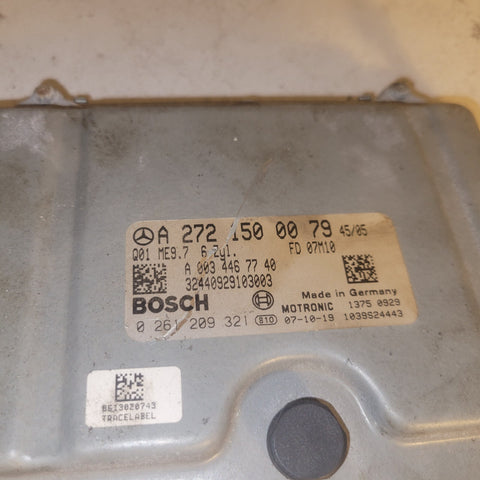 A 272 150 00 79 45/05
Q01 ME9.7 6 Zyl. FD 07M10
A 003 446 77 40
32440929103003
BOSCH
Made in Germany
MOTRONIC 1375 0929
0 261 209 321 810 07-10-19 1039S24443
BE13020743
TRACELABEL